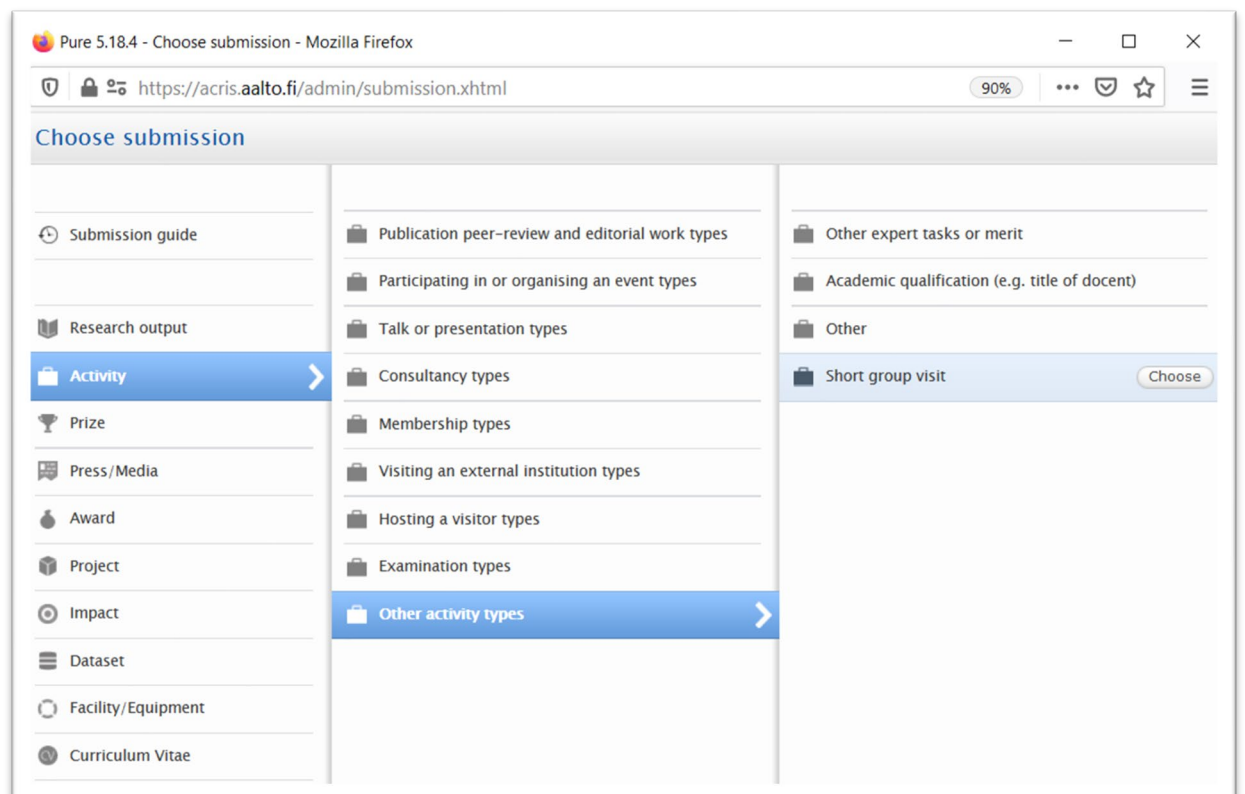 Pure 5.18.4 - Choose submission - Mozilla Firefox
https://acris.aalto.fi/admin/submission.xhtml
90%
Choose submission
Submission guide
Research output
Activity
Prize
Press/Media
Award
Project
Impact
Dataset
Facility/Equipment
Curriculum Vitae
Publication peer-review and editorial work types
Participating in or organising an event types
Talk or presentation types
Consultancy types
Membership types
Visiting an external institution types
Hosting a visitor types
Examination types
Other activity types
Other expert tasks or merit
Academic qualification (e.g. title of docent)
Other
Short group visit
Choose